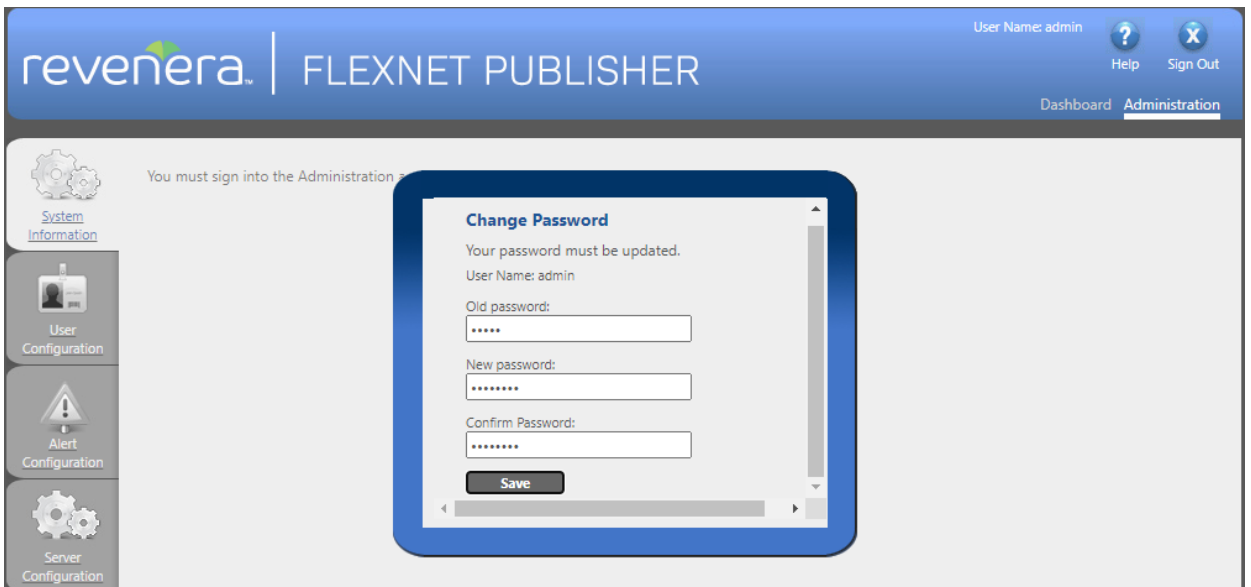 User Name: admin
revenera™ FLEXNET PUBLISHER
? X
Help Sign Out
Dashboard Administration
You must sign into the Administration
System
Information
User
Configuration
Alert
Configuration
Server
Configuration
Change Password
Your password must be updated.
User Name: admin
Old password:
•••••
New password:
••••••••
Confirm Password:
••••••••
Save